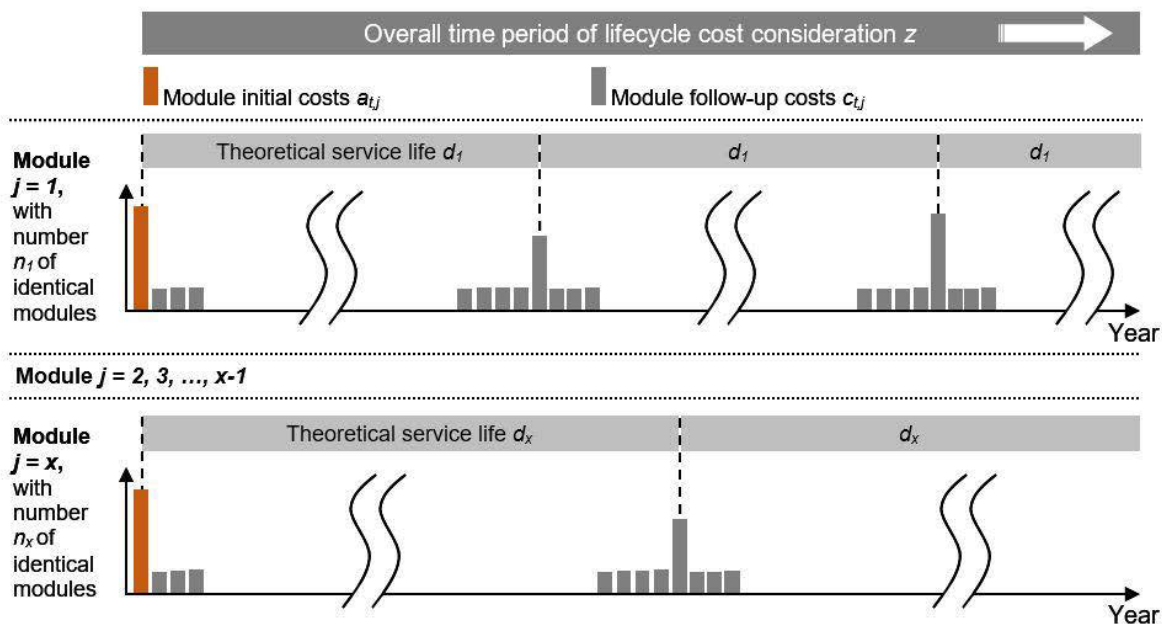 Overall time period of lifecycle cost consideration z
Module initial costs a_{t,j}
Module follow-up costs c_{t,j}
Module
j = 1,
with
number
n_1 of
identical
modules
Theoretical service life d_1
d_1
d_1
Year
Module j = 2, 3, …, x-1
Module
j = x,
with
number
n_x of
identical
modules
Theoretical service life d_x
d_x
Year